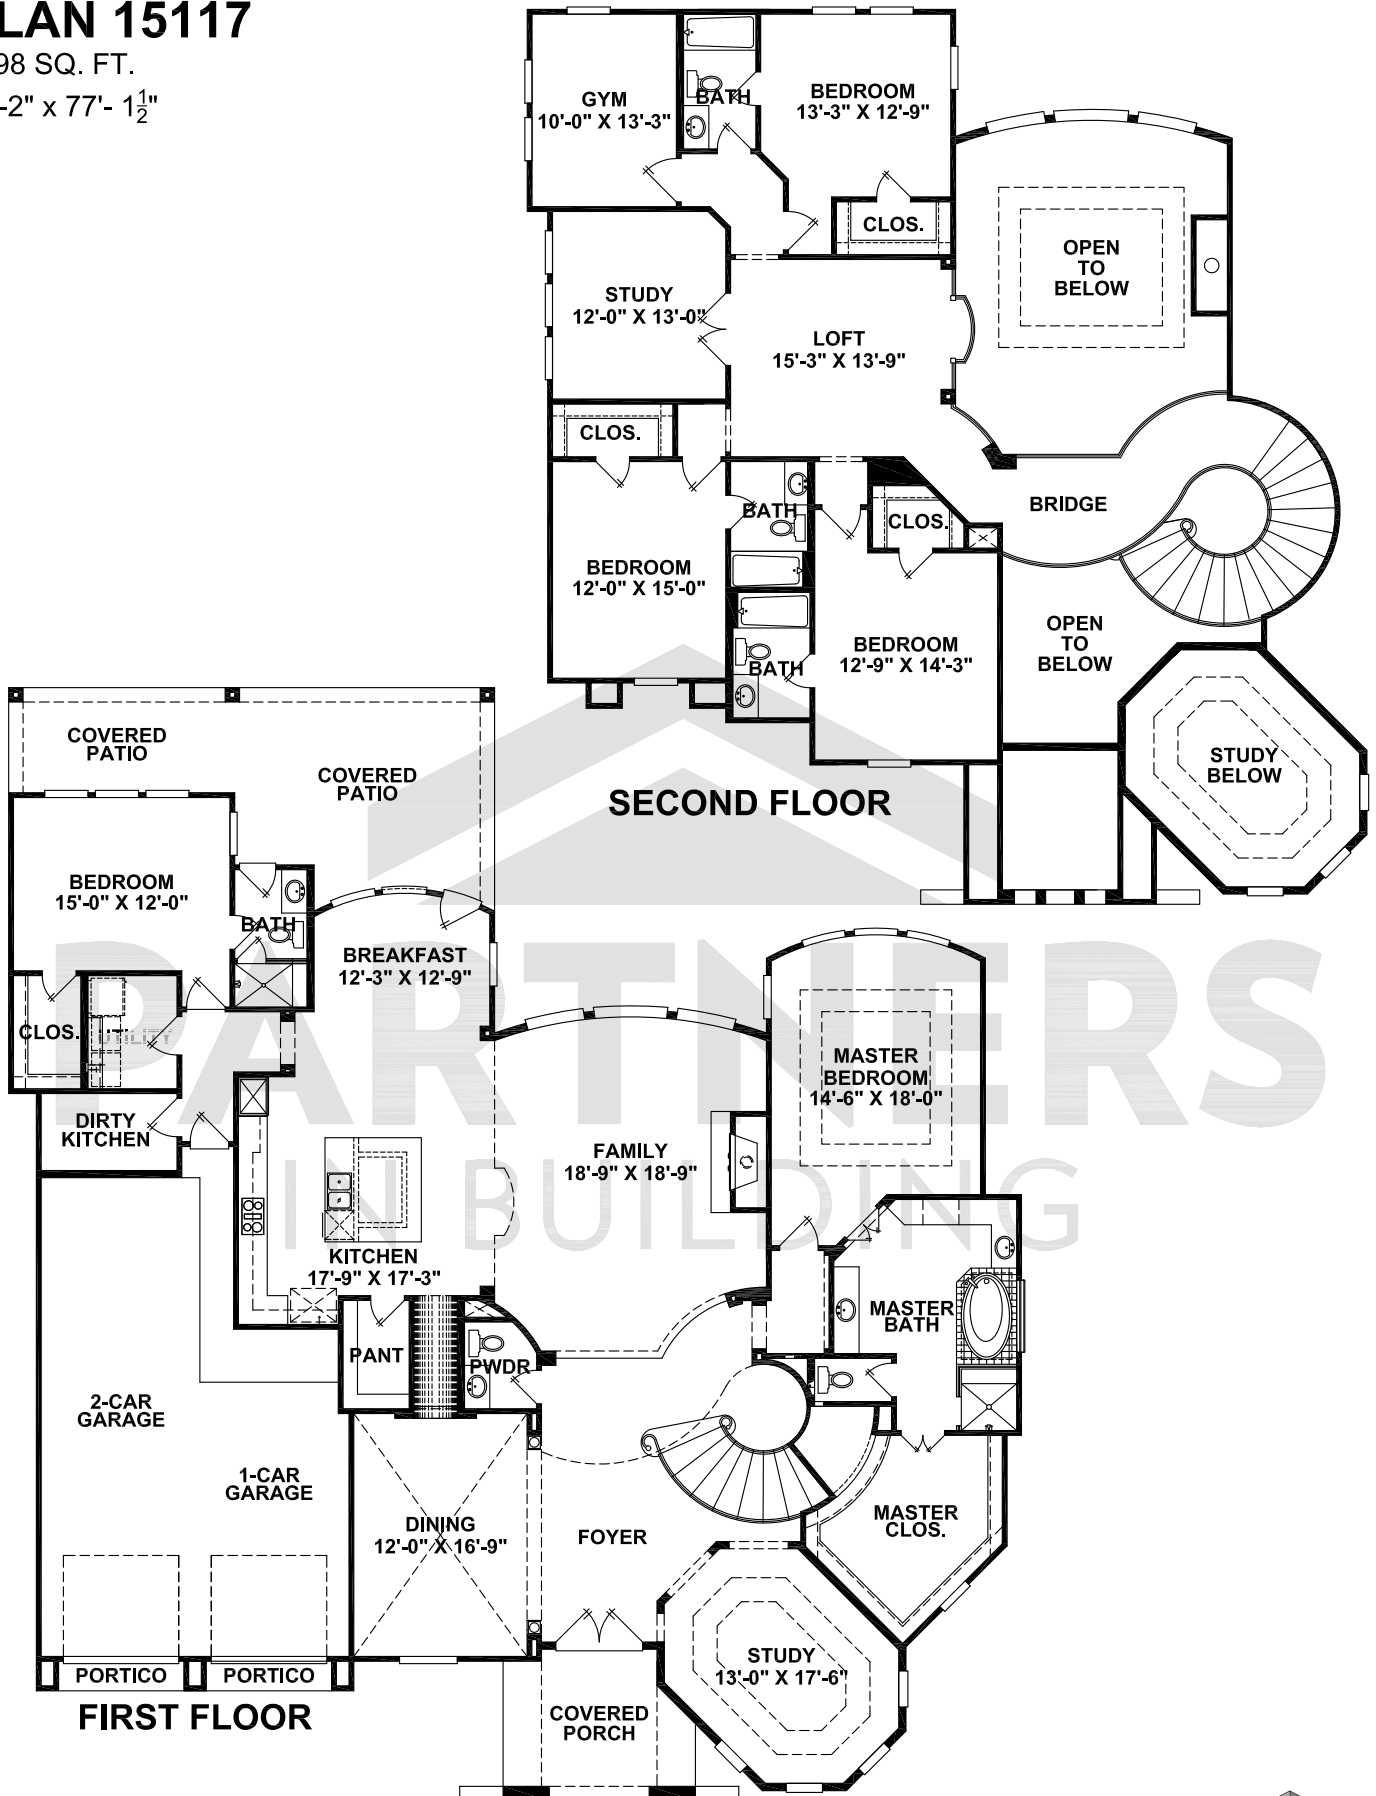 LAN 15117
98 SQ. FT.
-2" x 77'- 1½"
GYM
10'-0" X 13'-3"
BATH
BEDROOM
13'-3" X 12'-9"
CLOS.
OPEN
TO
BELOW
STUDY
12'-0" X 13'-0"
LOFT
15'-3" X 13'-9"
CLOS.
BATH
CLOS.
BRIDGE
BEDROOM
12'-0" X 15'-0"
BATH
BEDROOM
12'-9" X 14'-3"
OPEN
TO
BELOW
STUDY
BELOW
SECOND FLOOR
COVERED
PATIO
COVERED
PATIO
BEDROOM
15'-0" X 12'-0"
BATH
BREAKFAST
12'-3" X 12'-9"
CLOS.
UTILITY
DIRTY
KITCHEN
MASTER
BEDROOM
14'-6" X 18'-0"
FAMILY
18'-9" X 18'-9"
KITCHEN
17'-9" X 17'-3"
PANT
PWDR
MASTER
BATH
2-CAR
GARAGE
1-CAR
GARAGE
DINING
12'-0" X 16'-9"
FOYER
MASTER
CLOS.
STUDY
13'-0" X 17'-6"
PORTICO
PORTICO
COVERED
PORCH
FIRST FLOOR
PARTNERS
IN BUILDING